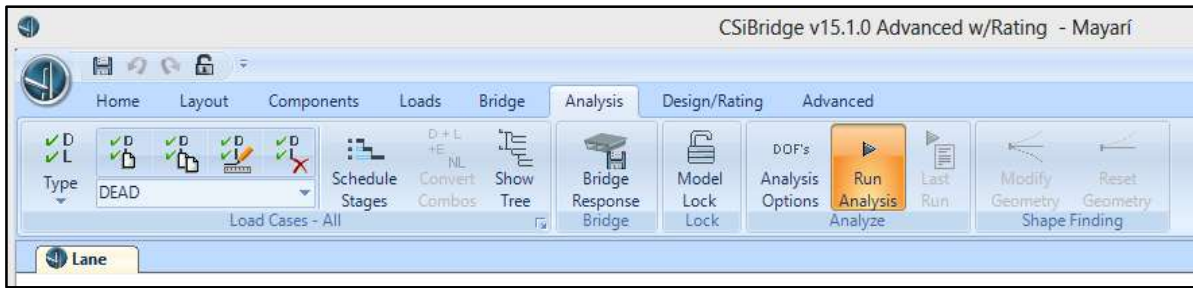 CSiBridge v15.1.0 Advanced w/Rating - Mayarí
Home Layout Components Loads Bridge Analysis Design/Rating Advanced
Type
DEAD
Load Cases - All
Schedule
Stages
D + L
+E
NL
Convert
Combos
Show
Tree
Bridge
Response
Bridge
Model
Lock
Lock
DOF's
Analysis
Options
Run
Analysis
Last
Run
Analyze
Modify
Geometry
Reset
Geometry
Shape Finding
Lane